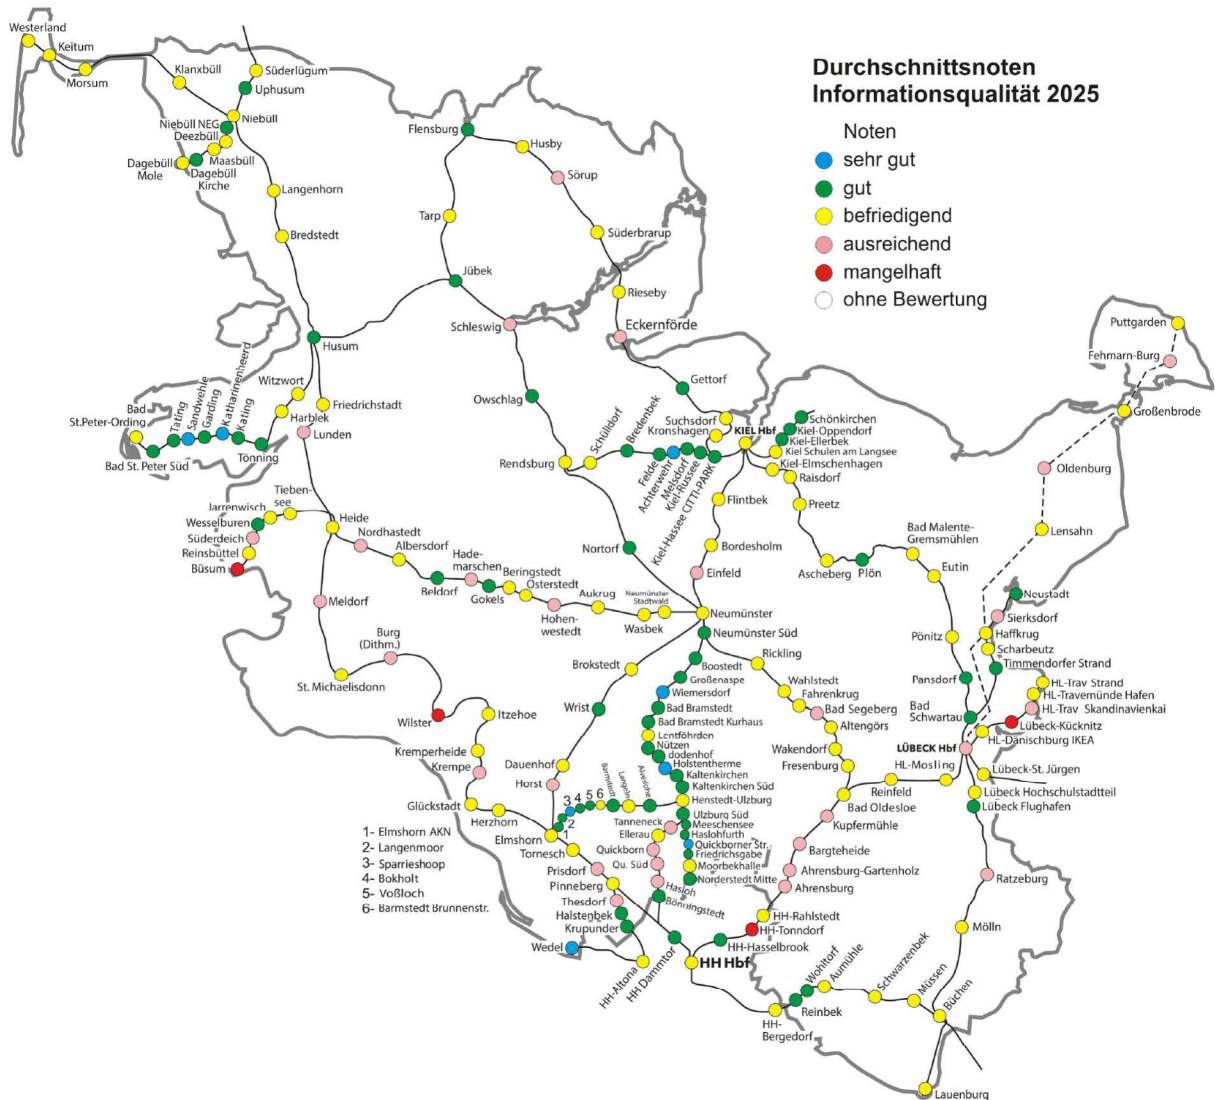 Durchschnittsnoten
Informationsqualität 2025
Noten
sehr gut
gut
befriedigend
ausreichend
mangelhaft
ohne Bewertung
Westerland
Keitum
Morsum
Klanxbüll
Süderlügum
Uphusum
Niebüll
Niebüll NEG
Deezbüll
Maasbüll
Dagebüll
Mole
Dagebüll
Kirche
Langenhorn
Bredstedt
Flensburg
Husby
Sörup
Tarp
Süderbrarup
Jübek
Rieseby
Schleswig
Eckernförde
Husum
Gettorf
Owschlag
Witzwort
Harblek
Friedrichstadt
Lunden
Bad
St.Peter-Ording
Bad St. Peter Süd
Tating
Sandwehle
Garding
Katharinenheerd
Kating
Tönning
Rendsburg
Schülldorf
Bredenbek
Felde
Achterwehr
Melsdorf
Kiel-Russee
Kiel-Hassee CITTI-PARK
Suchsdorf
Kronshagen
KIEL Hbf
Schönkirchen
Kiel-Oppendorf
Kiel-Ellerbek
Kiel Schulen am Langsee
Kiel-Elmschenhagen
Raisdorf
Preetz
Ascheberg
Plön
Bad Malente-
Gremsmühlen
Eutin
Pönitz
Pansdorf
Bad
Schwartau
LÜBECK Hbf
Puttgarden
Fehmarn-Burg
Großenbrode
Oldenburg
Lensahn
Neustadt
Sierksdorf
Haffkrug
Scharbeutz
Timmendorfer Strand
HL-Trav Strand
HL-Travemünde Hafen
HL-Trav Skandinavienkai
Lübeck-Kücknitz
HL-Dänischburg IKEA
Lübeck-St. Jürgen
Lübeck Hochschulstadtteil
Lübeck Flughafen
Ratzeburg
Mölln
Büchen
Lauenburg
Müssen
Schwarzenbek
Aumühle
Wohltorf
Reinbek
HH-
Bergedorf
Jarrenwisch
Tieben-
see
Wesselburen
Süderdeich
Reinsbüttel
Büsum
Heide
Nordhastedt
Albersdorf
Beldorf
Hade-
marschen
Gokels
Beringstedt
Osterstedt
Hohen-
westedt
Aukrug
Wasbek
Neumünster
Stadtwald
Neumünster
Nortorf
Flintbek
Bordesholm
Einfeld
Meldorf
St. Michaelisdonn
Burg
(Dithm.)
Wilster
Itzehoe
Kremperheide
Krempe
Glückstadt
Herzhorn
Elmshorn
Brokstedt
Wrist
Dauenhof
Horst
Neumünster Süd
Boostedt
Großenaspe
Wiemersdorf
Bad Bramstedt
Bad Bramstedt Kurhaus
Lentföhrden
Nützen
dodenhof
Holstentherme
Kaltenkirchen
Kaltenkirchen Süd
Henstedt-Ulzburg
Ulzburg Süd
Meeschensee
Haslohfurth
Quickborner Str.
Friedrichsgabe
Moorbekhalle
Norderstedt Mitte
Rickling
Wahlstedt
Fahrenkrug
Bad Segeberg
Altengörs
Wakendorf
Fresenburg
Bad Oldesloe
Reinfeld
HL-Mosling
Kupfermühle
Bargteheide
Ahrensburg-Gartenholz
Ahrensburg
HH-Rahlstedt
HH-Tonndorf
HH-Hasselbrook
HH Hbf
HH Dammtor
HH-Altona
Wedel
Barmstedt
Langeln
Alveslohe
1
2
3
4
5
6
Tanneneck
Ellerau
Quickborn
Qu. Süd
Hasloh
Bönningstedt
Tornesch
Prisdorf
Pinneberg
Thesdorf
Halstenbek
Krupunder
1- Elmshorn AKN
2- Langenmoor
3- Sparrieshoop
4- Bokholt
5- Voßloch
6- Barmstedt Brunnenstr.